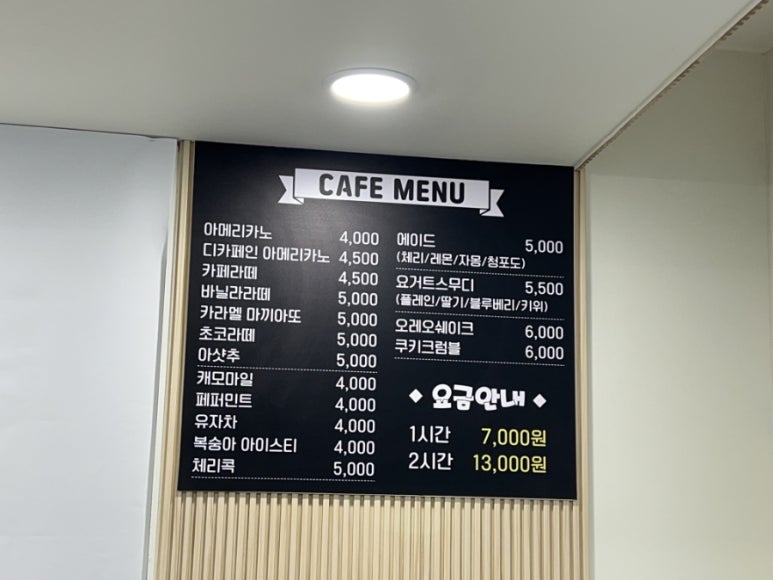 CAFE MENU
아메리카노 4,000
디카페인 아메리카노 4,500
카페라떼 4,500
바닐라라떼 5,000
카라멜 마끼아또 5,000
초코라떼 5,000
아샷추 5,000
캐모마일 4,000
페퍼민트 4,000
유자차 4,000
복숭아 아이스티 4,000
체리콕 5,000
에이드 5,000
(체리/레몬/자몽/청포도)
요거트스무디 5,500
(플레인/딸기/블루베리/키위)
오레오쉐이크 6,000
쿠키크럼블 6,000
◆ 요금안내 ◆
1시간 7,000원
2시간 13,000원